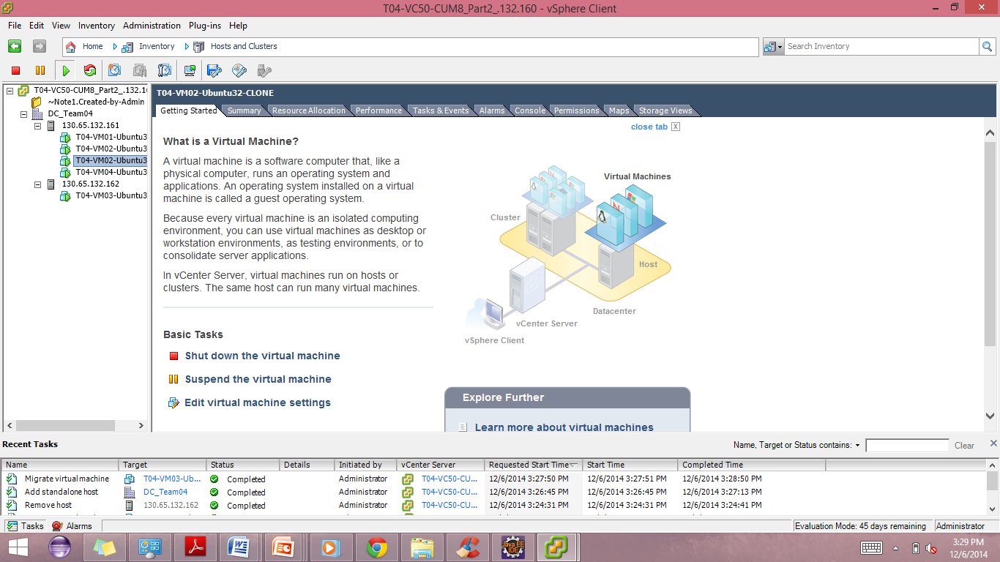 T04-VC50-CUM8_Part2_.132.160 - vSphere Client
File Edit View Inventory Administration Plug-ins Help
Home Inventory Hosts and Clusters
Search Inventory
T04-VC50-CUM8_Part2_.132.1
~Note1.Created-by-Admin
DC_Team04
130.65.132.161
T04-VM01-Ubuntu3
T04-VM02-Ubuntu3
T04-VM02-Ubuntu3
T04-VM04-Ubuntu3
130.65.132.162
T04-VM03-Ubuntu3
T04-VM02-Ubuntu32-CLONE
Getting Started Summary Resource Allocation Performance Tasks & Events Alarms Console Permissions Maps Storage Views
close tab X
What is a Virtual Machine?
A virtual machine is a software computer that, like a
physical computer, runs an operating system and
applications. An operating system installed on a virtual
machine is called a guest operating system.
Because every virtual machine is an isolated computing
environment, you can use virtual machines as desktop or
workstation environments, as testing environments, or to
consolidate server applications.
In vCenter Server, virtual machines run on hosts or
clusters. The same host can run many virtual machines.
Virtual Machines
Cluster
Host
Datacenter
vCenter Server
vSphere Client
Basic Tasks
Shut down the virtual machine
Suspend the virtual machine
Edit virtual machine settings
Explore Further
Learn more about virtual machines
Recent Tasks
Name, Target or Status contains: Clear
Name Target Status Details Initiated by vCenter Server Requested Start Time Start Time Completed Time
Migrate virtual machine T04-VM03-Ub... Completed Administrator T04-VC50-CU... 12/6/2014 3:27:50 PM 12/6/2014 3:27:51 PM 12/6/2014 3:28:50 PM
Add standalone host DC_Team04 Completed Administrator T04-VC50-CU... 12/6/2014 3:26:45 PM 12/6/2014 3:26:45 PM 12/6/2014 3:27:13 PM
Remove host 130.65.132.162 Completed Administrator T04-VC50-CU... 12/6/2014 3:24:31 PM 12/6/2014 3:24:31 PM 12/6/2014 3:24:41 PM
Tasks Alarms Evaluation Mode: 45 days remaining Administrator
Java EE
IDE
3:29 PM
12/6/2014